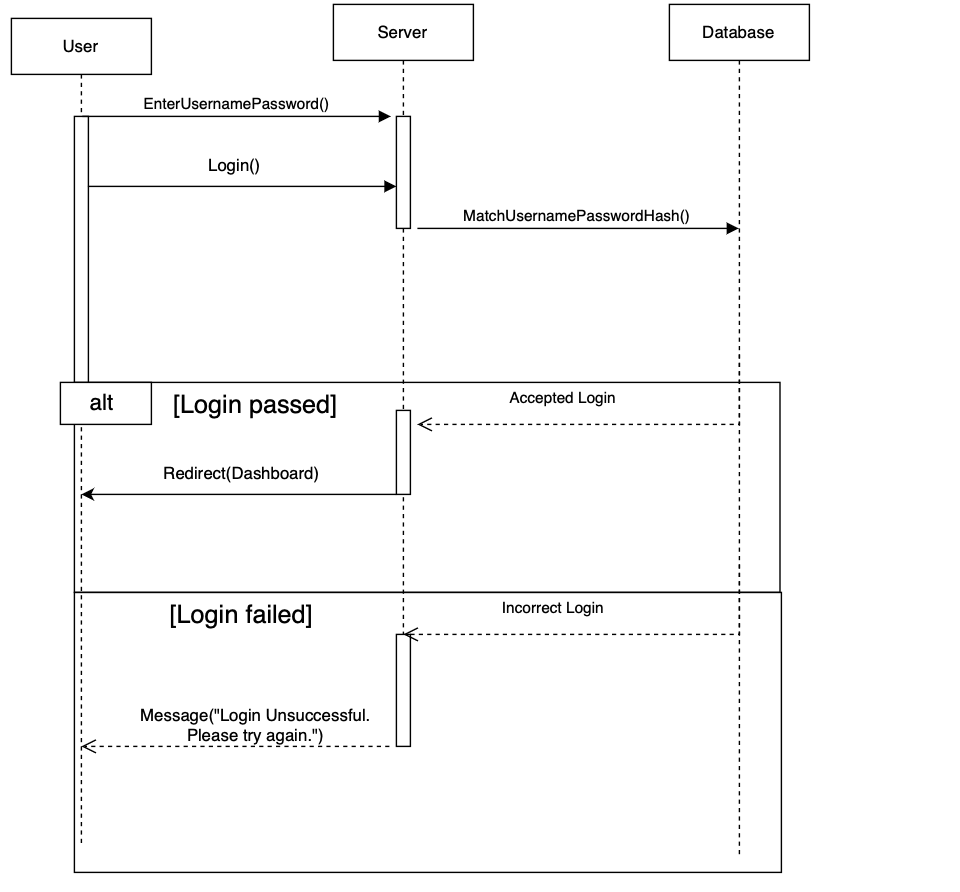 User
Server
Database
EnterUsernamePassword()
Login()
MatchUsernamePasswordHash()
alt
[Login passed]
Accepted Login
Redirect(Dashboard)
[Login failed]
Incorrect Login
Message("Login Unsuccessful.
Please try again.")